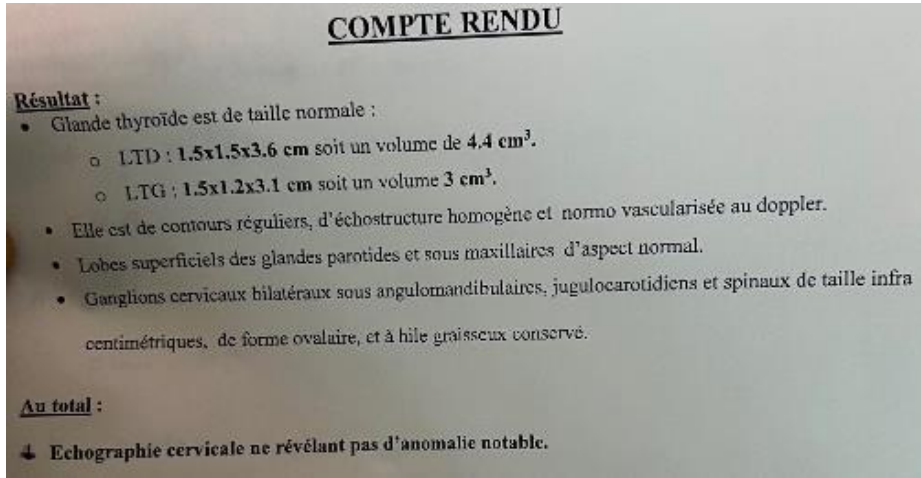 COMPTE RENDU
Résultat :
• Glande thyroïde est de taille normale :
o LTD : 1.5x1.5x3.6 cm soit un volume de 4.4 cm³.
o LTG : 1.5x1.2x3.1 cm soit un volume 3 cm³.
• Elle est de contours réguliers, d'échostructure homogène et normo vascularisée au doppler.
• Lobes superficiels des glandes parotides et sous maxillaires d'aspect normal.
• Ganglions cervicaux bilatéraux sous angulomandibulaires, jugulocarotidiens et spinaux de taille infra
centimétriques, de forme ovalaire, et à hile graisseux conservé.
Au total :
Echographie cervicale ne révélant pas d'anomalie notable.